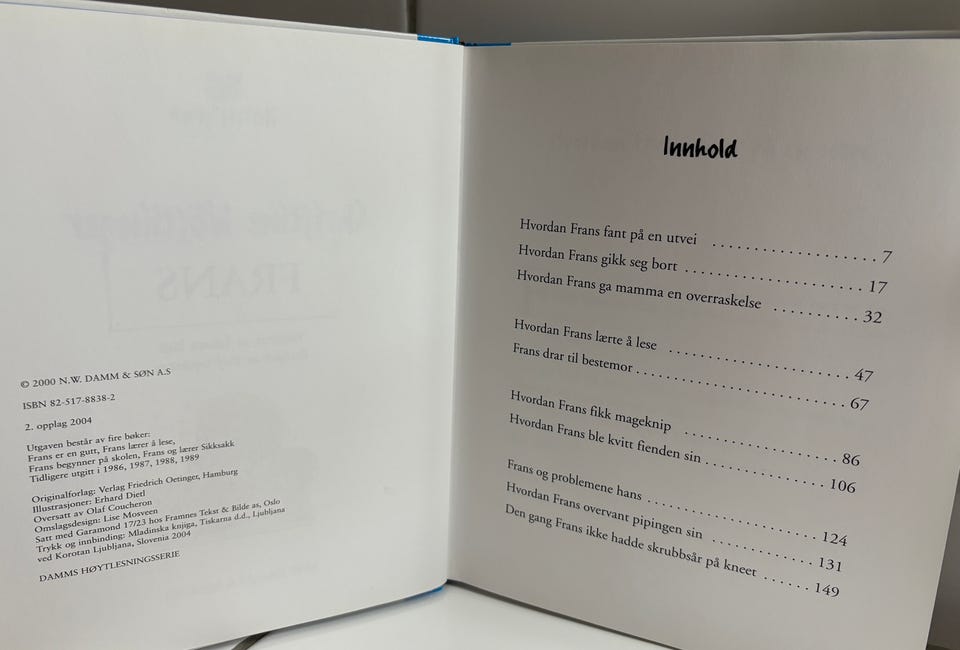 © 2000 N.W. DAMM & SØN A.S
ISBN 82-517-8838-2
2. opplag 2004
Utgaven består av fire bøker:
Frans er en gutt, Frans lærer å lese,
Frans begynner på skolen, Frans og lærer Sikksakk
Tidligere utgitt i 1986, 1987, 1988, 1989
Originalforlag: Verlag Friedrich Oetinger, Hamburg
Illustrasjoner: Erhard Dietl
Oversatt av Olaf Coucheron
Omslagsdesign: Lise Mosveen
Satt med Garamond 17/23 hos Framnes Tekst & Bilde as, Oslo
Trykk og innbinding: Mladinska knjiga, Tiskarna d.d., Ljubljana
ved Korotan Ljubljana, Slovenia 2004
DAMMS HØYTLESNINGSSERIE
Innhold
Hvordan Frans fant på en utvei .................... 7
Hvordan Frans gikk seg bort ...................... 17
Hvordan Frans ga mamma en overraskelse .......... 32
Hvordan Frans lærte å lese ...................... 47
Frans drar til bestemor ......................... 67
Hvordan Frans fikk mageknip ................... 86
Hvordan Frans ble kvitt fienden sin ............... 106
Frans og problemene hans ..................... 124
Hvordan Frans overvant pipingen sin ............. 131
Den gang Frans ikke hadde skrubbsår på kneet ...... 149